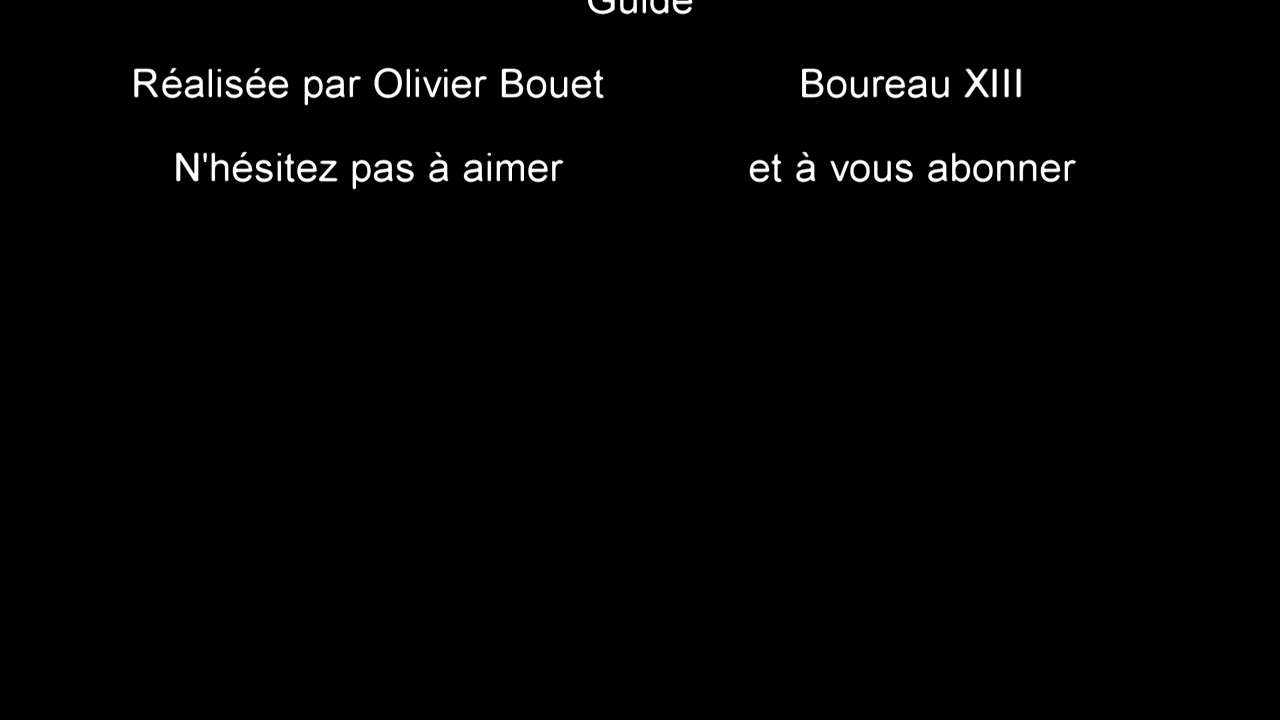 Guide
Réalisée par Olivier Bouet Boureau XIII
N'hésitez pas à aimer et à vous abonner